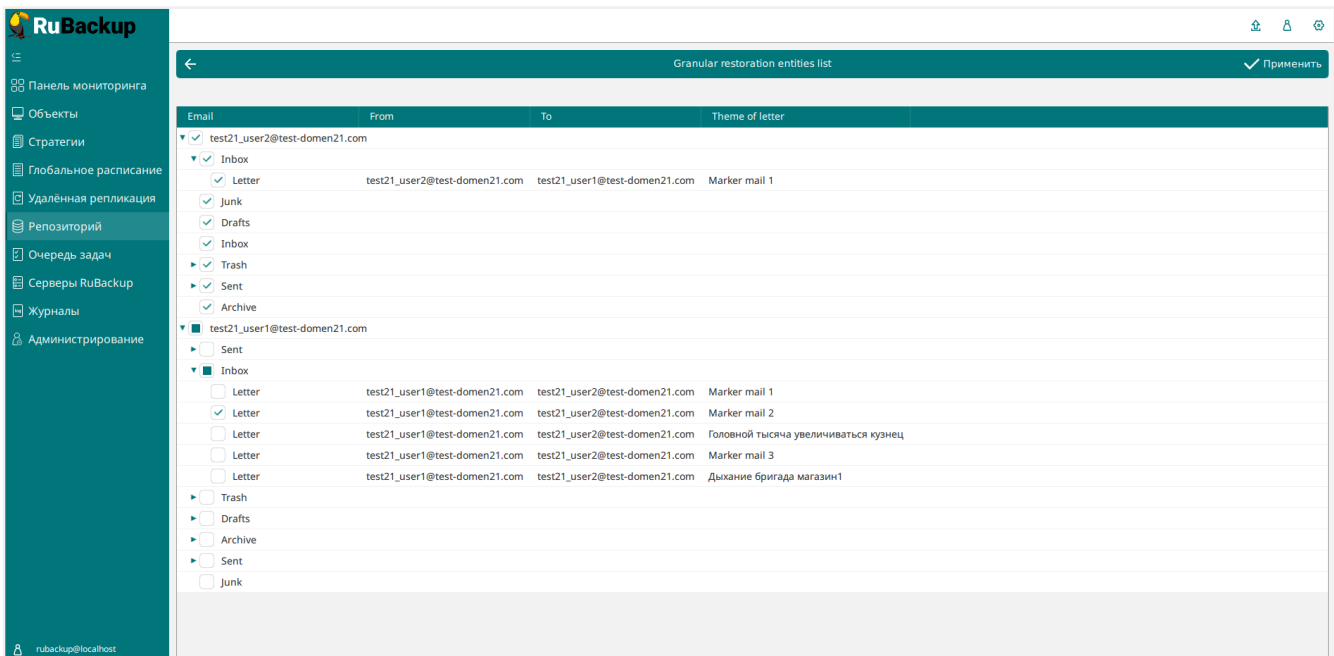 RuBackup
Панель мониторинга
Объекты
Стратегии
Глобальное расписание
Удалённая репликация
Репозиторий
Очередь задач
Серверы RuBackup
Журналы
Администрирование
rubackup@localhost
Granular restoration entities list
Применить
Email From To Theme of letter
test21_user2@test-domen21.com
Inbox
Letter test21_user2@test-domen21.com test21_user1@test-domen21.com Marker mail 1
Junk
Drafts
Inbox
Trash
Sent
Archive
test21_user1@test-domen21.com
Sent
Inbox
Letter test21_user1@test-domen21.com test21_user2@test-domen21.com Marker mail 1
Letter test21_user1@test-domen21.com test21_user2@test-domen21.com Marker mail 2
Letter test21_user1@test-domen21.com test21_user2@test-domen21.com Головной тысяча увеличиваться кузнец
Letter test21_user1@test-domen21.com test21_user2@test-domen21.com Marker mail 3
Letter test21_user1@test-domen21.com test21_user2@test-domen21.com Дыхание бригада магазин1
Trash
Drafts
Archive
Sent
Junk